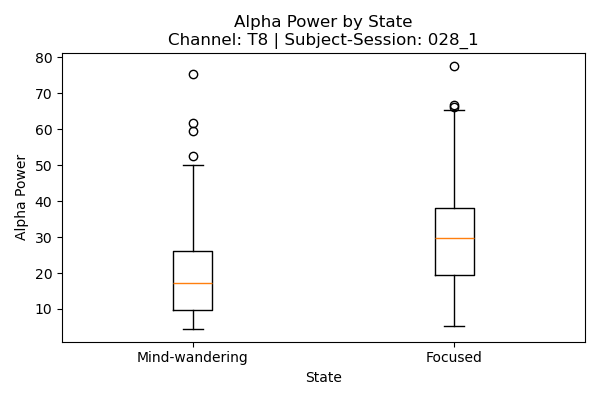 Alpha Power by State
Channel: T8 | Subject-Session: 028_1
Alpha Power
80
70
60
50
40
30
20
10
Mind-wandering
Focused
State